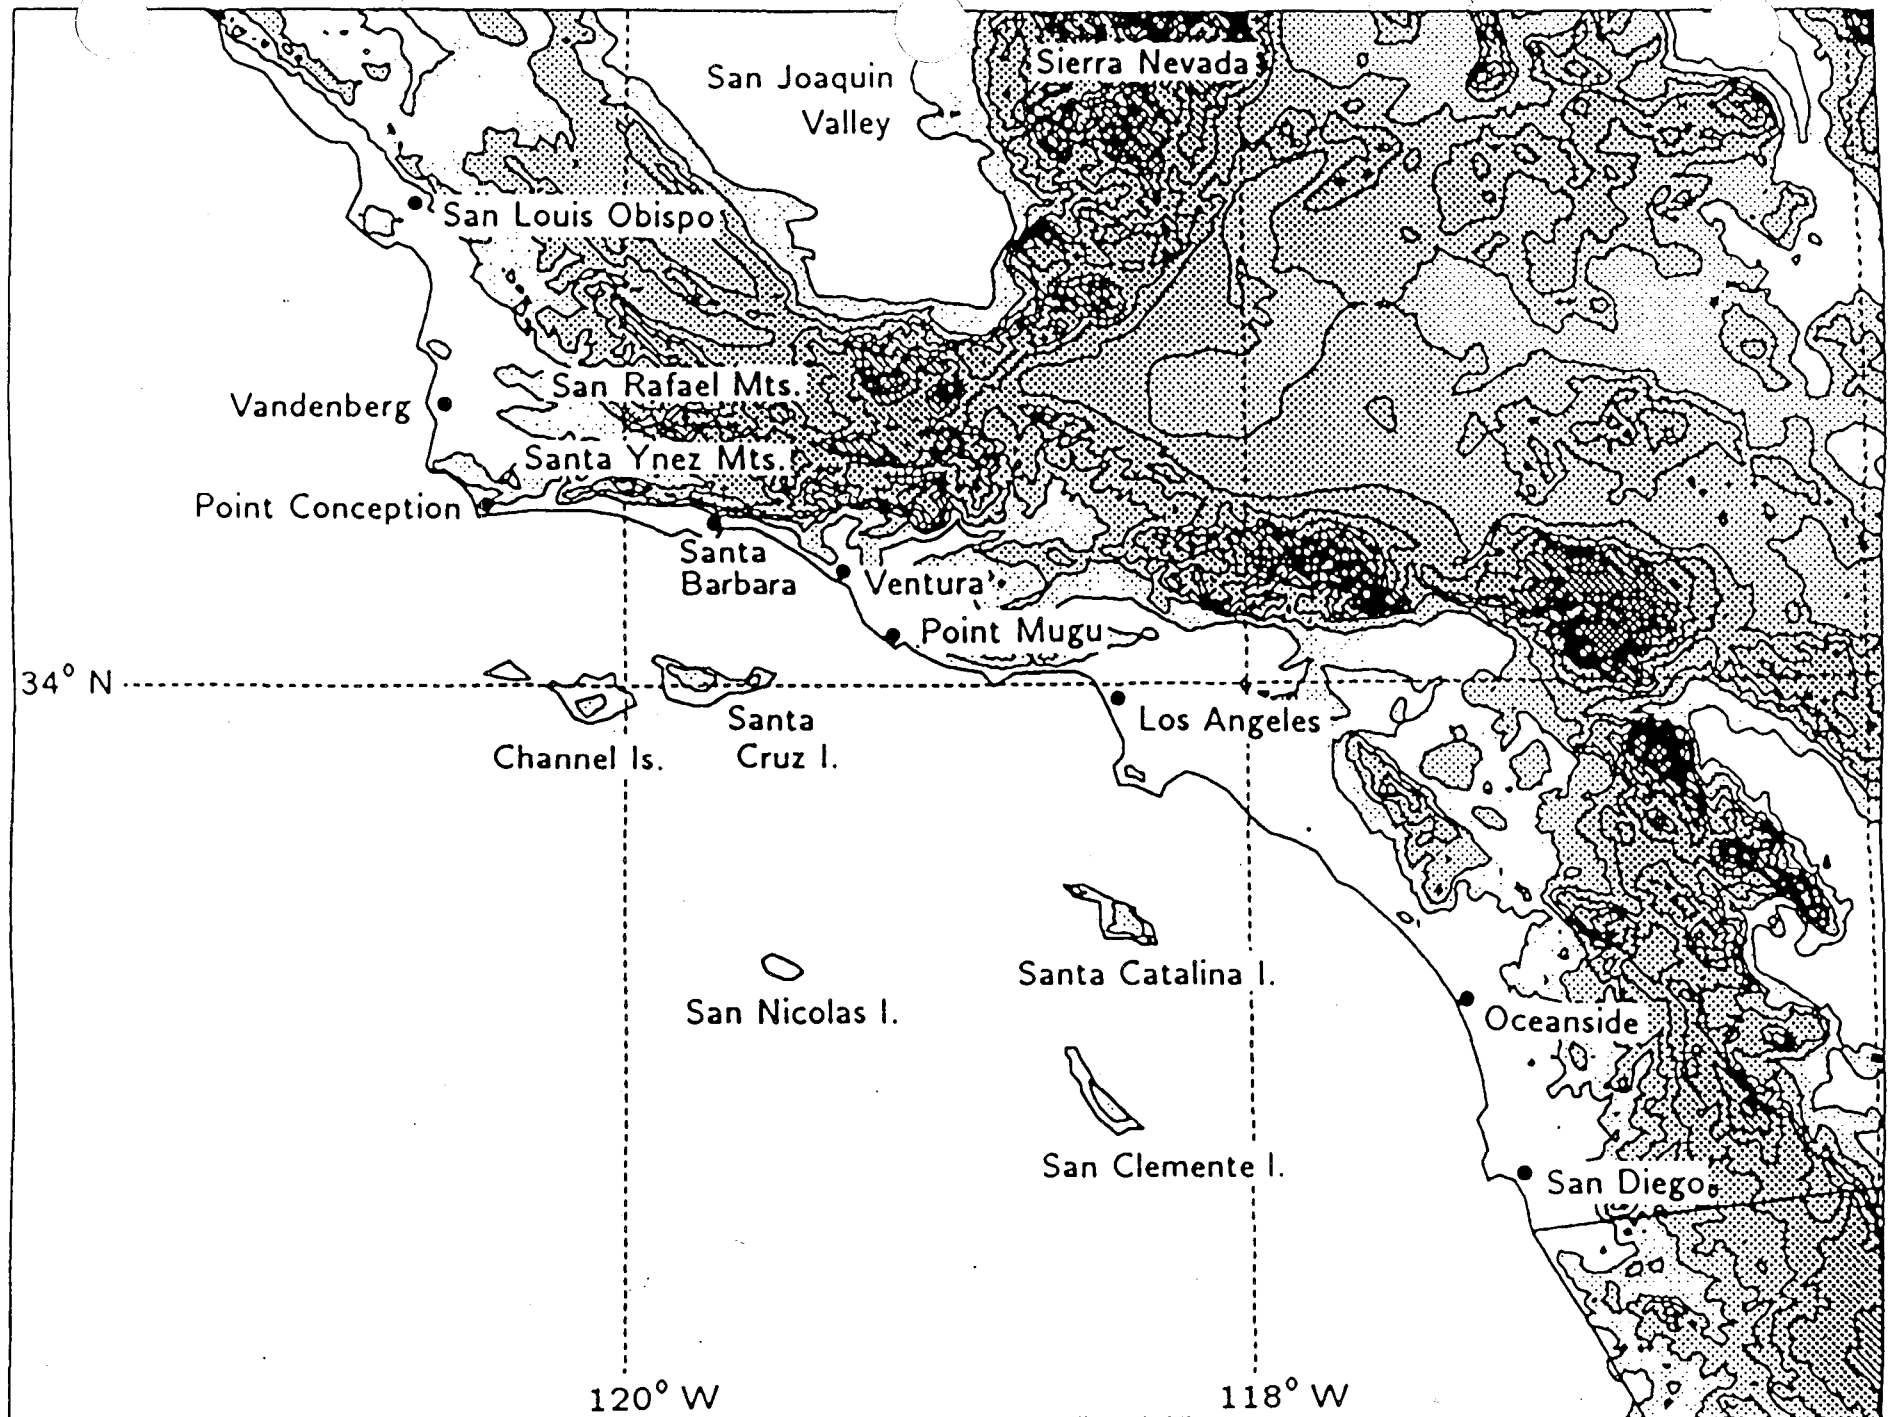 Sierra Nevada
San Joaquin
Valley
San Louis Obispo
San Rafael Mts.
Vandenberg
Santa Ynez Mts.
Point Conception
Santa
Barbara
Ventura
Point Mugu
34° N
Santa
Cruz I.
Channel Is.
Los Angeles
Santa Catalina I.
San Nicolas I.
Oceanside
San Clemente I.
San Diego
120° W
118° W